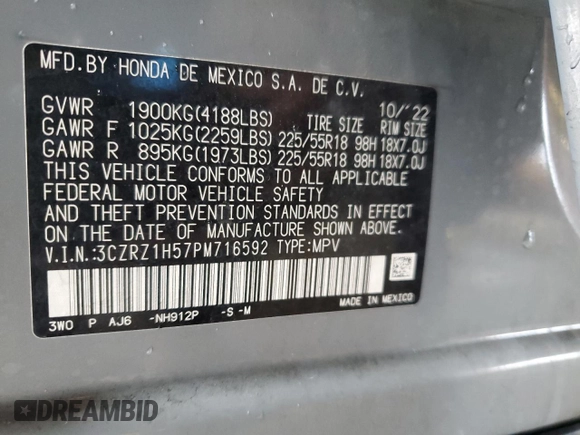 MFD.BY HONDA DE MEXICO S.A. DE C.V.
10/'22
GVWR 1900KG(4188LBS) TIRE SIZE RIM SIZE
GAWR F 1025KG(2259LBS) 225/55R18 98H 18X7.0J
GAWR R 895KG(1973LBS) 225/55R18 98H 18X7.0J
THIS VEHICLE CONFORMS TO ALL APPLICABLE
FEDERAL MOTOR VEHICLE SAFETY
AND THEFT PREVENTION STANDARDS IN EFFECT
ON THE DATE OF MANUFACTURE SHOWN ABOVE.
V.I.N.:3CZRZ1H57PM716592 TYPE:MPV
3W0 P AJ6 -NH912P -S -M
MADE IN MEXICO
DREAMBID